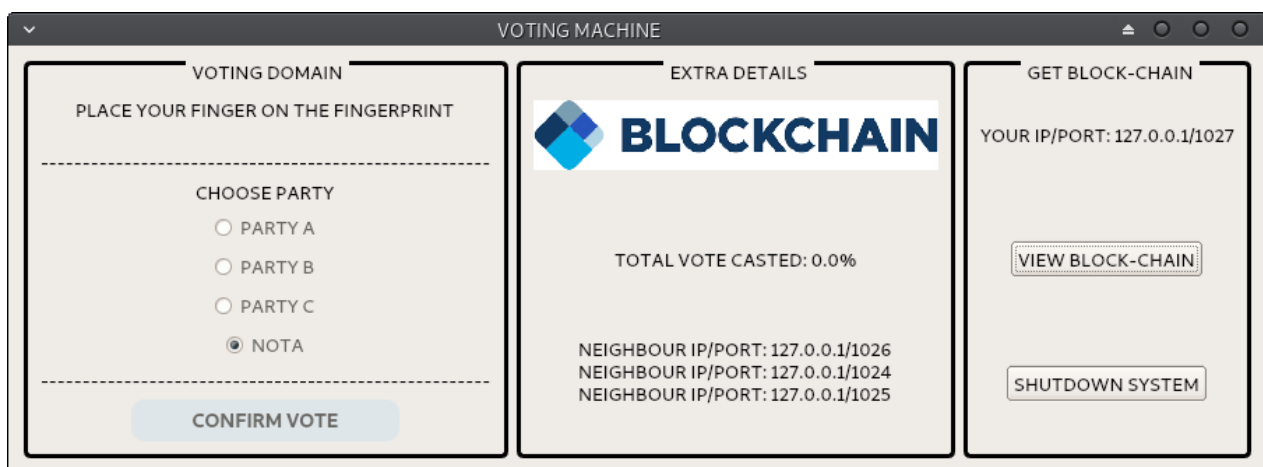 VOTING MACHINE
VOTING DOMAIN
PLACE YOUR FINGER ON THE FINGERPRINT
CHOOSE PARTY
PARTY A
PARTY B
PARTY C
NOTA
CONFIRM VOTE
EXTRA DETAILS
BLOCKCHAIN
TOTAL VOTE CASTED: 0.0%
NEIGHBOUR IP/PORT: 127.0.0.1/1026
NEIGHBOUR IP/PORT: 127.0.0.1/1024
NEIGHBOUR IP/PORT: 127.0.0.1/1025
GET BLOCK-CHAIN
YOUR IP/PORT: 127.0.0.1/1027
VIEW BLOCK-CHAIN
SHUTDOWN SYSTEM